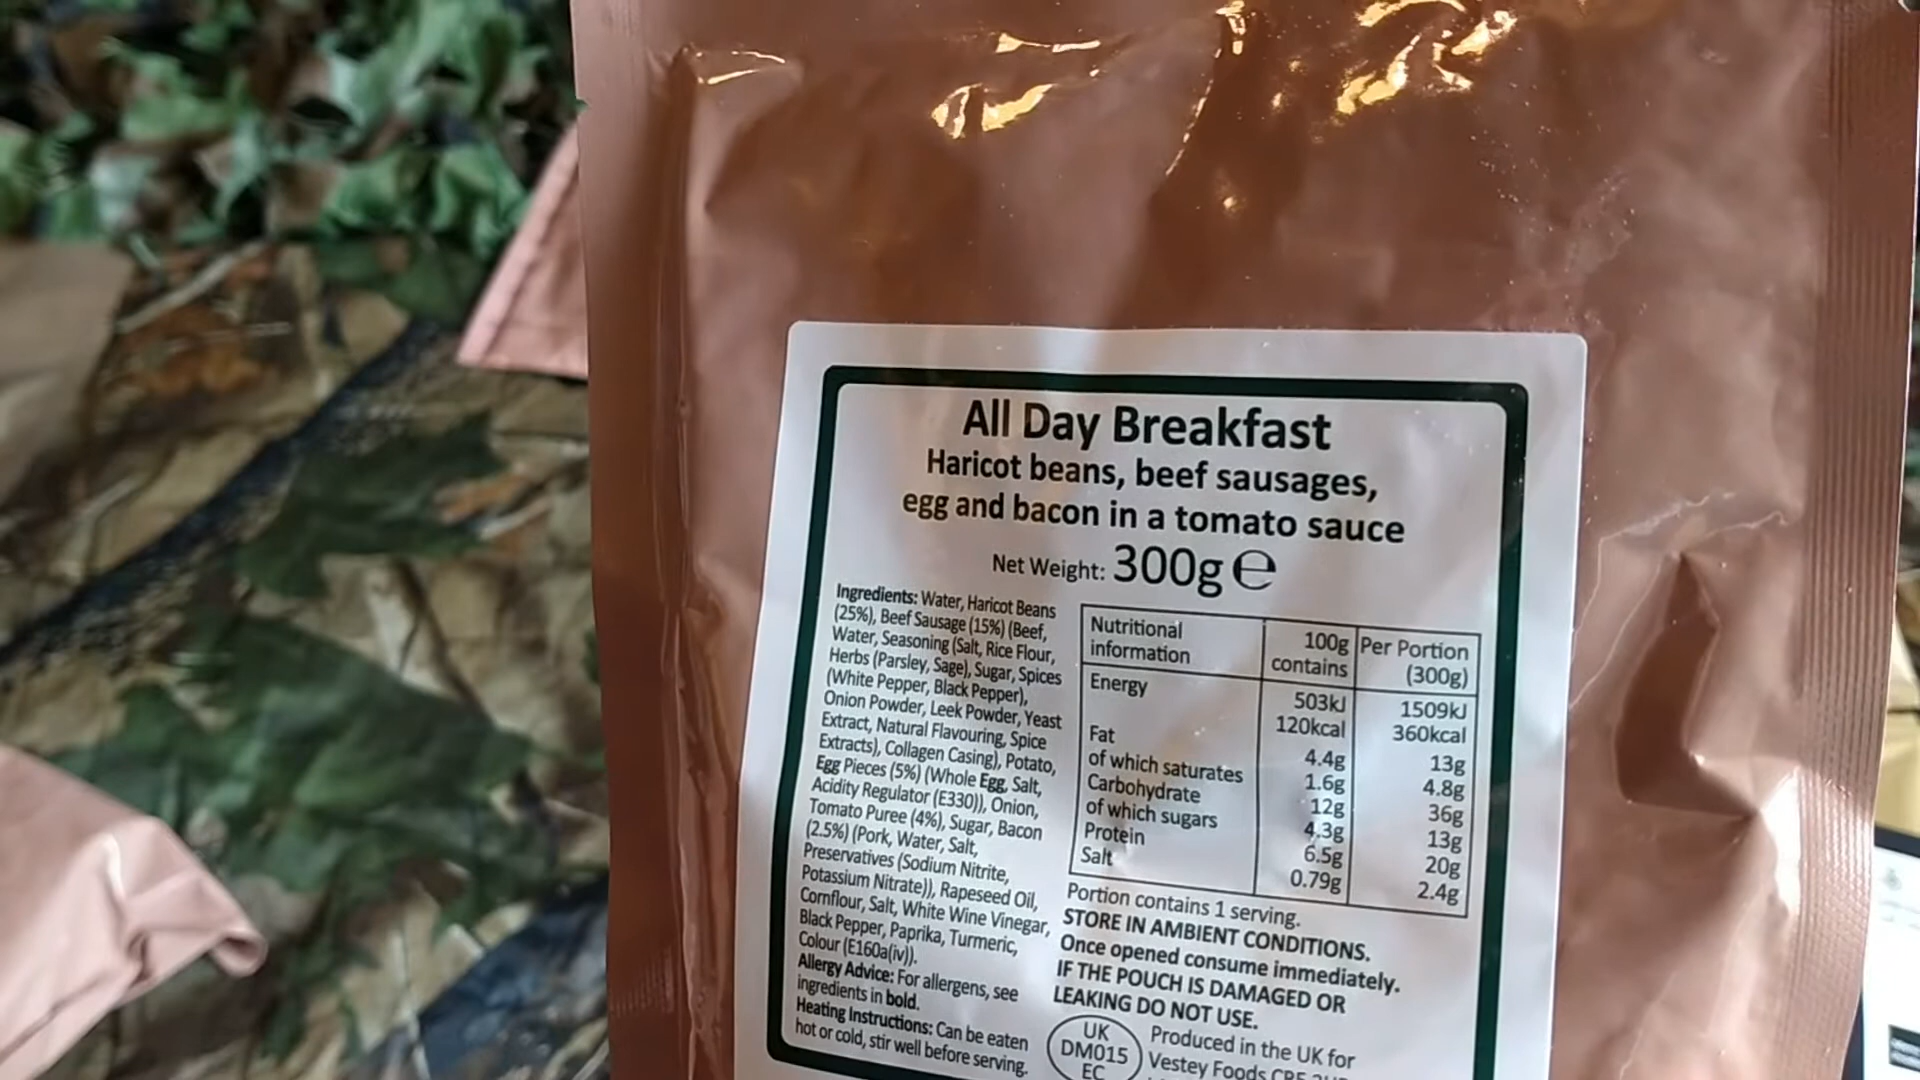 All Day Breakfast
Haricot beans, beef sausages,
egg and bacon in a tomato sauce
Net Weight: 300g ℮
Ingredients: Water, Haricot Beans
(25%), Beef Sausage (15%) (Beef,
Water, Seasoning (Salt, Rice Flour,
Herbs (Parsley, Sage), Sugar, Spices
(White Pepper, Black Pepper),
Onion Powder, Leek Powder, Yeast
Extract, Natural Flavouring, Spice
Extracts), Collagen Casing), Potato,
Egg Pieces (5%) (Whole Egg, Salt,
Acidity Regulator (E330)), Onion,
Tomato Puree (4%), Sugar, Bacon
(2.5%) (Pork, Water, Salt,
Preservatives (Sodium Nitrite,
Potassium Nitrate)), Rapeseed Oil,
Cornflour, Salt, White Wine Vinegar,
Black Pepper, Paprika, Turmeric,
Colour (E160a(iv)).
Allergy Advice: For allergens, see
ingredients in bold.
Heating Instructions: Can be eaten
hot or cold, stir well before serving.
Nutritional information 100g contains Per Portion (300g)
Energy 503kJ 1509kJ
120kcal 360kcal
Fat 4.4g 13g
of which saturates 1.6g 4.8g
Carbohydrate 12g 36g
of which sugars 4.3g 13g
Protein 6.5g 20g
Salt 0.79g 2.4g
Portion contains 1 serving.
STORE IN AMBIENT CONDITIONS.
Once opened consume immediately.
IF THE POUCH IS DAMAGED OR
LEAKING DO NOT USE.
UK
DM015
EC
Produced in the UK for
Vestey Foods